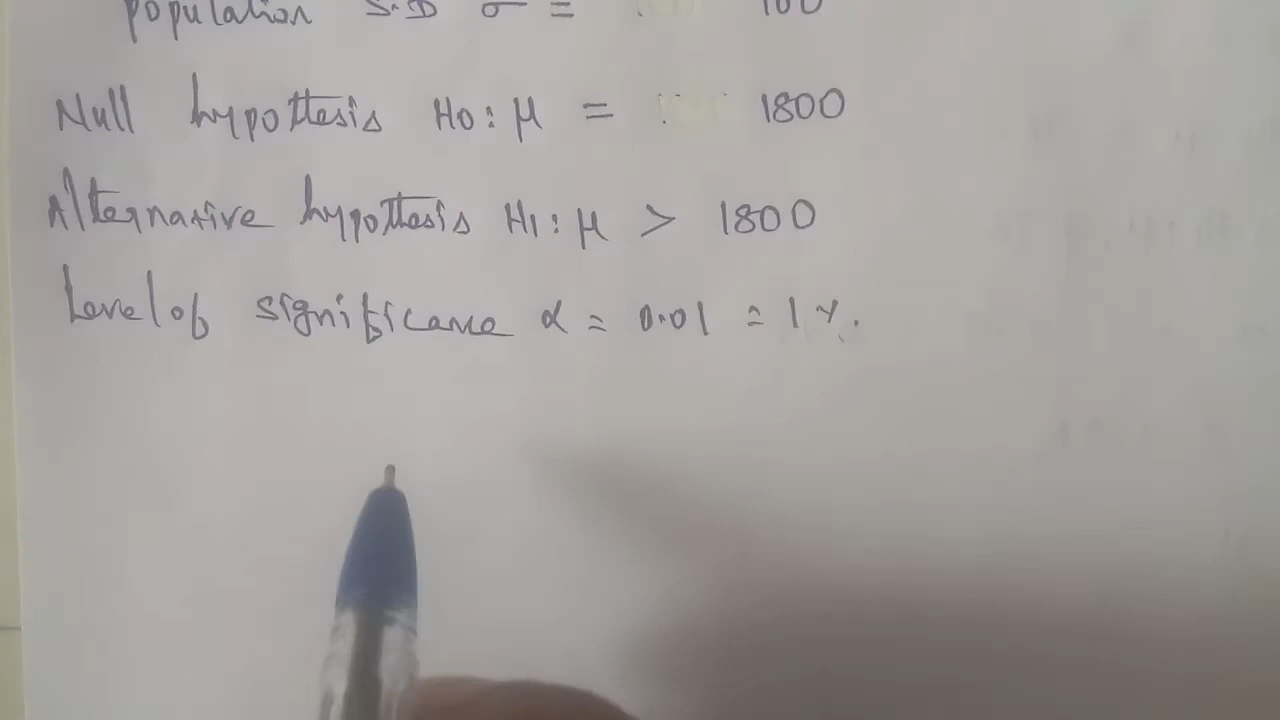 population S.D σ = 100
Null hypothesis H0 : μ = 1800
Alternative hypothesis H1 : μ > 1800
Level of significance α = 0.01 = 1%.